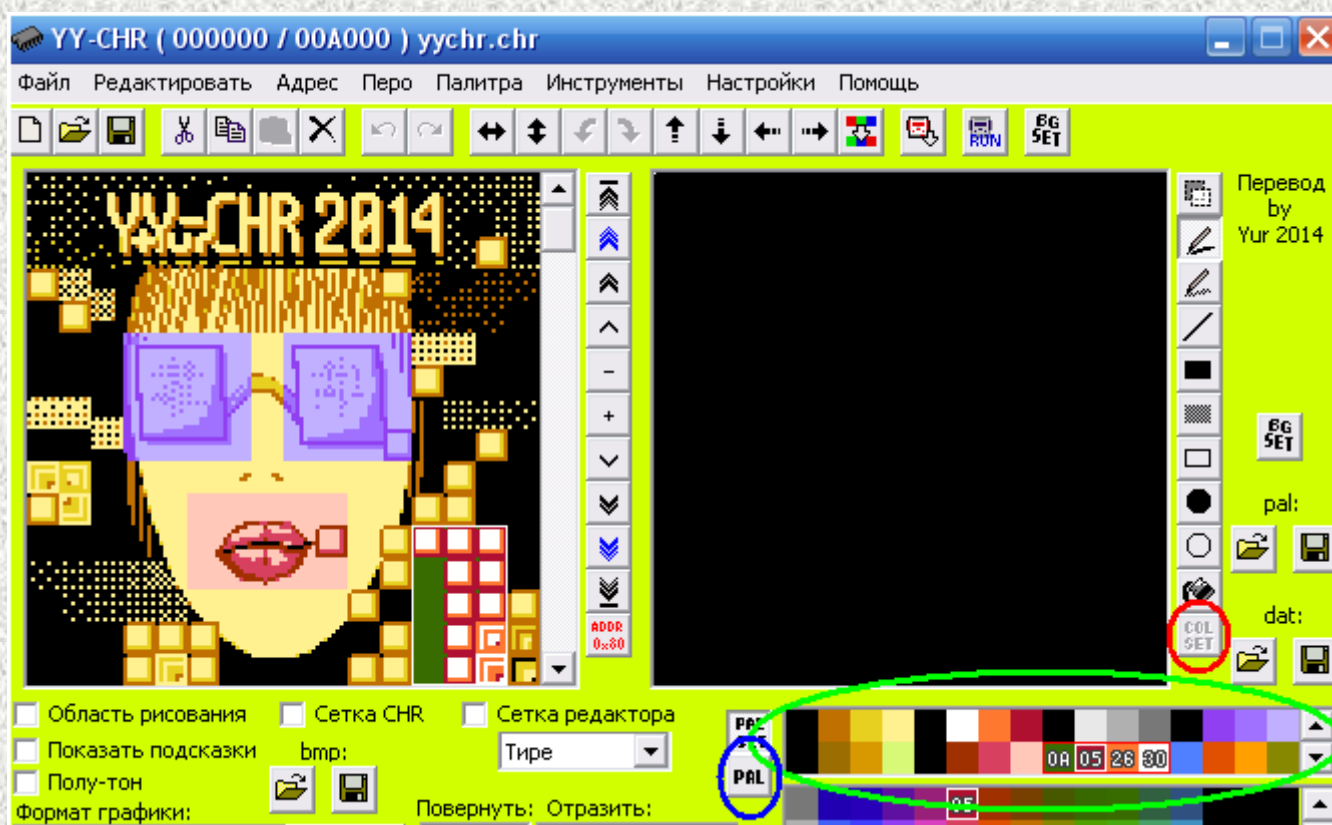 YY-CHR ( 000000 / 00A000 ) yychr.chr
Файл Редактировать Адрес Перо Палитра Инструменты Настройки Помощь
RUN
BG
SET
YY-CHR 2014
Перевод
by
Yur 2014
BG
SET
pal:
ADDR
0x80
COL
SET
dat:
Область рисования Сетка CHR Сетка редактора
Показать подсказки bmp: Тире
PAL
0A 05 26 30
Полу-тон
Формат графики: Повернуть: Отразить:
05